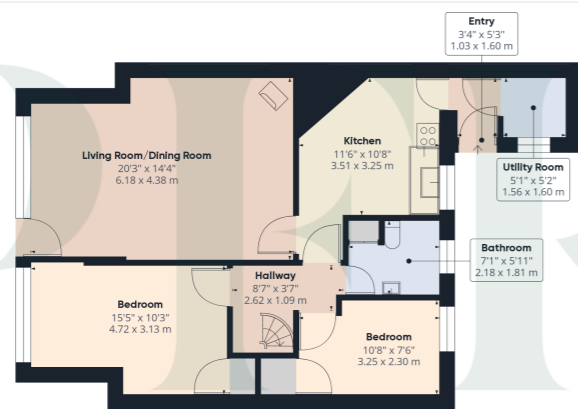 Entry
3'4" x 5'3"
1.03 x 1.60 m
Living Room/Dining Room
20'3" x 14'4"
6.18 x 4.38 m
Kitchen
11'6" x 10'8"
3.51 x 3.25 m
Utility Room
5'1" x 5'2"
1.56 x 1.60 m
Bathroom
7'1" x 5'11"
2.18 x 1.81 m
Hallway
8'7" x 3'7"
2.62 x 1.09 m
Bedroom
15'5" x 10'3"
4.72 x 3.13 m
Bedroom
10'8" x 7'6"
3.25 x 2.30 m